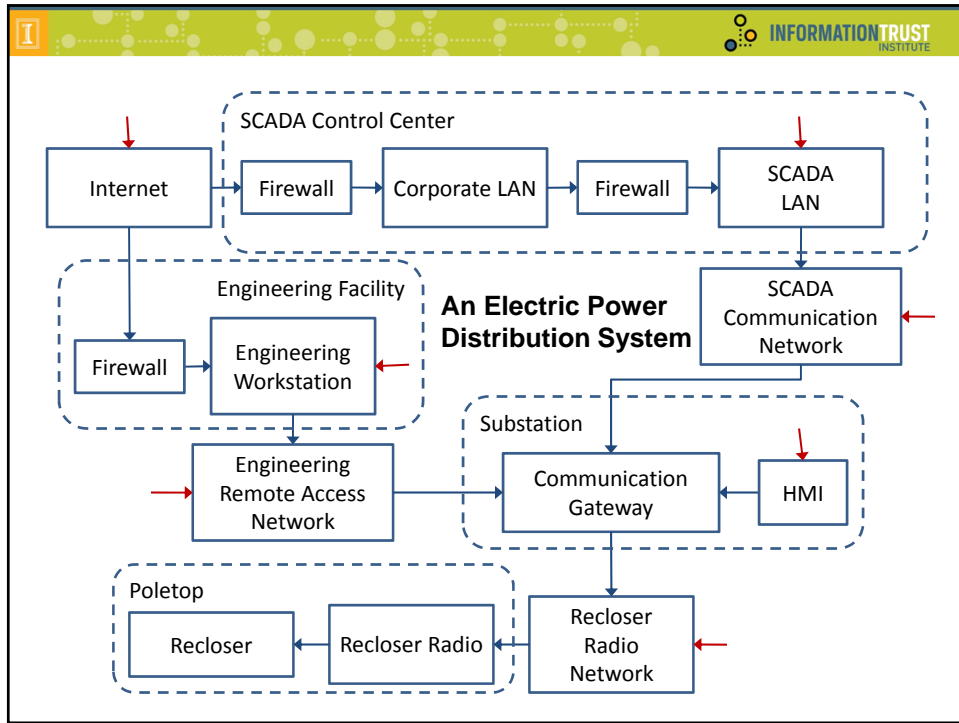 I
INFORMATIONTRUST
INSTITUTE
SCADA Control Center
Internet
Firewall
Corporate LAN
Firewall
SCADA
LAN
Engineering Facility
An Electric Power
Distribution System
SCADA
Communication
Network
Firewall
Engineering
Workstation
Substation
Engineering
Remote Access
Network
Communication
Gateway
HMI
Poletop
Recloser
Recloser Radio
Recloser
Radio
Network